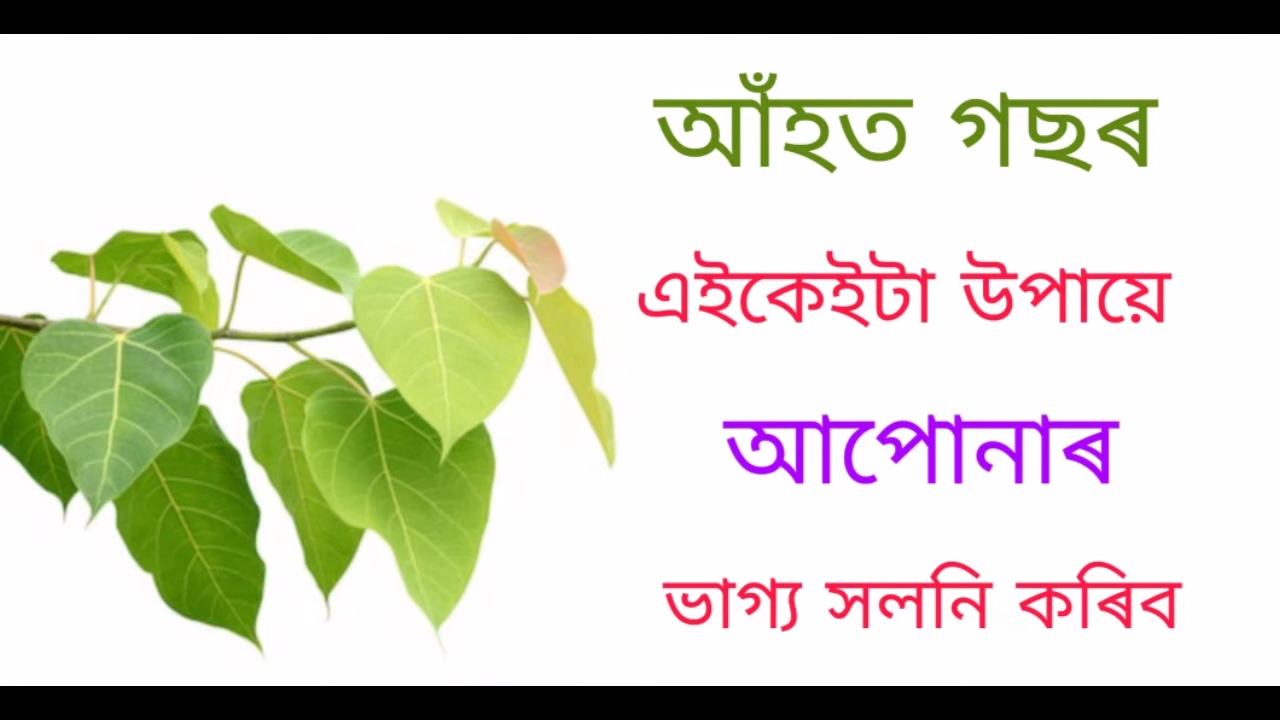 আঁহত গছৰ
এইকেইটা উপায়ে
আপোনাৰ
ভাগ্য সলনি কৰিব